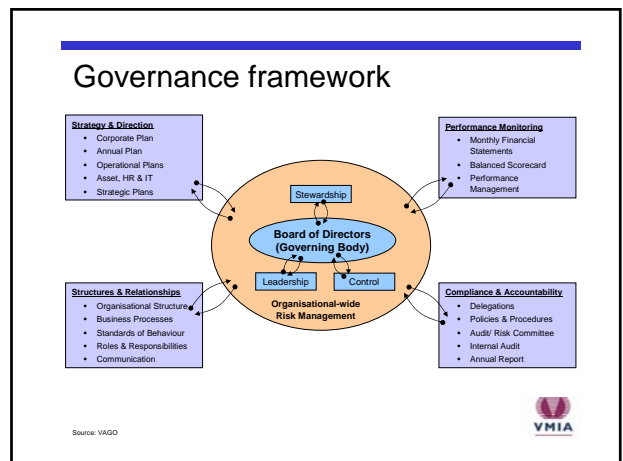 Governance framework
Strategy & Direction
• Corporate Plan
• Annual Plan
• Operational Plans
• Asset, HR & IT
• Strategic Plans
Performance Monitoring
• Monthly Financial
Statements
• Balanced Scorecard
• Performance
Management
Stewardship
Board of Directors
(Governing Body)
Leadership
Control
Organisational-wide
Risk Management
Structures & Relationships
• Organisational Structure
• Business Processes
• Standards of Behaviour
• Roles & Responsibilities
• Communication
Compliance & Accountability
• Delegations
• Policies & Procedures
• Audit/ Risk Committee
• Internal Audit
• Annual Report
Source: VAGO
VMIA